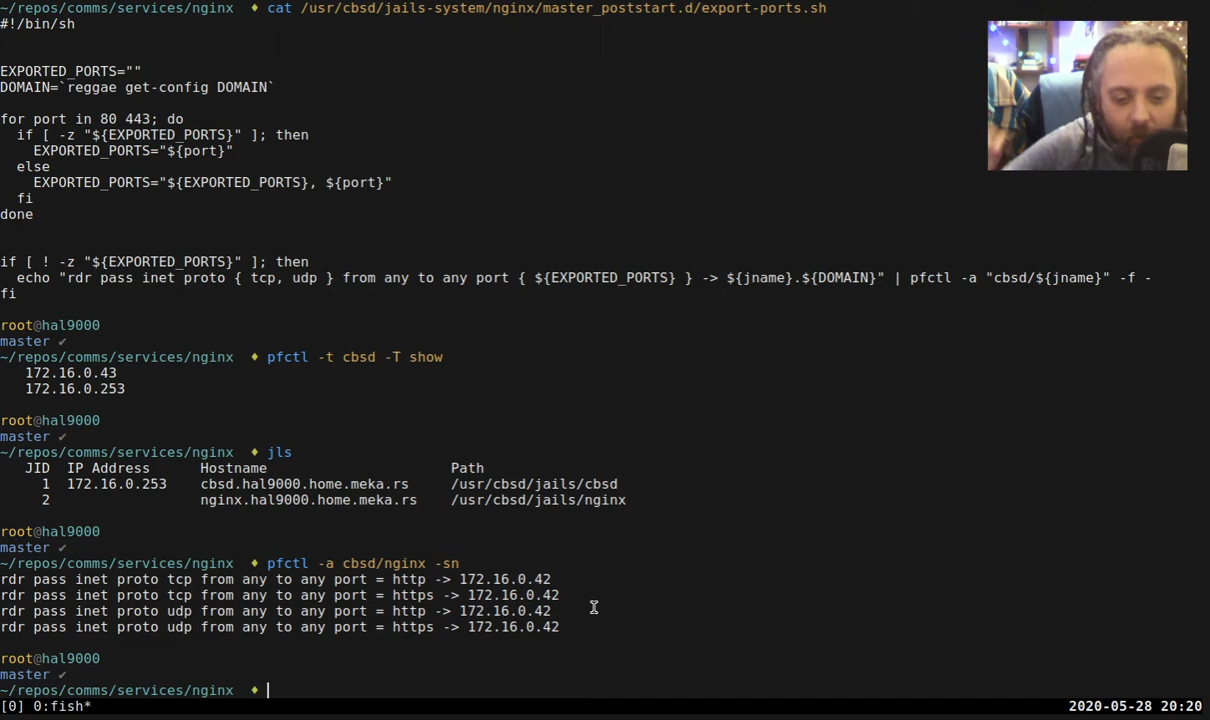 ~/repos/comms/services/nginx ♦ cat /usr/cbsd/jails-system/nginx/master_poststart.d/export-ports.sh
#!/bin/sh
EXPORTED_PORTS=""
DOMAIN=`reggae get-config DOMAIN`
for port in 80 443; do
  if [ -z "${EXPORTED_PORTS}" ]; then
    EXPORTED_PORTS="${port}"
  else
    EXPORTED_PORTS="${EXPORTED_PORTS}, ${port}"
  fi
done
if [ ! -z "${EXPORTED_PORTS}" ]; then
  echo "rdr pass inet proto { tcp, udp } from any to any port { ${EXPORTED_PORTS} } -> ${jname}.${DOMAIN}" | pfctl -a "cbsd/${jname}" -f -
fi
root@hal9000
master ✔
~/repos/comms/services/nginx ♦ pfctl -t cbsd -T show
   172.16.0.43
   172.16.0.253
root@hal9000
master ✔
~/repos/comms/services/nginx ♦ jls
   JID  IP Address      Hostname                      Path
     1  172.16.0.253    cbsd.hal9000.home.meka.rs     /usr/cbsd/jails/cbsd
     2                  nginx.hal9000.home.meka.rs    /usr/cbsd/jails/nginx
root@hal9000
master ✔
~/repos/comms/services/nginx ♦ pfctl -a cbsd/nginx -sn
rdr pass inet proto tcp from any to any port = http -> 172.16.0.42
rdr pass inet proto tcp from any to any port = https -> 172.16.0.42
rdr pass inet proto udp from any to any port = http -> 172.16.0.42
rdr pass inet proto udp from any to any port = https -> 172.16.0.42
root@hal9000
master ✔
~/repos/comms/services/nginx ♦
[0] 0:fish* 2020-05-28 20:20